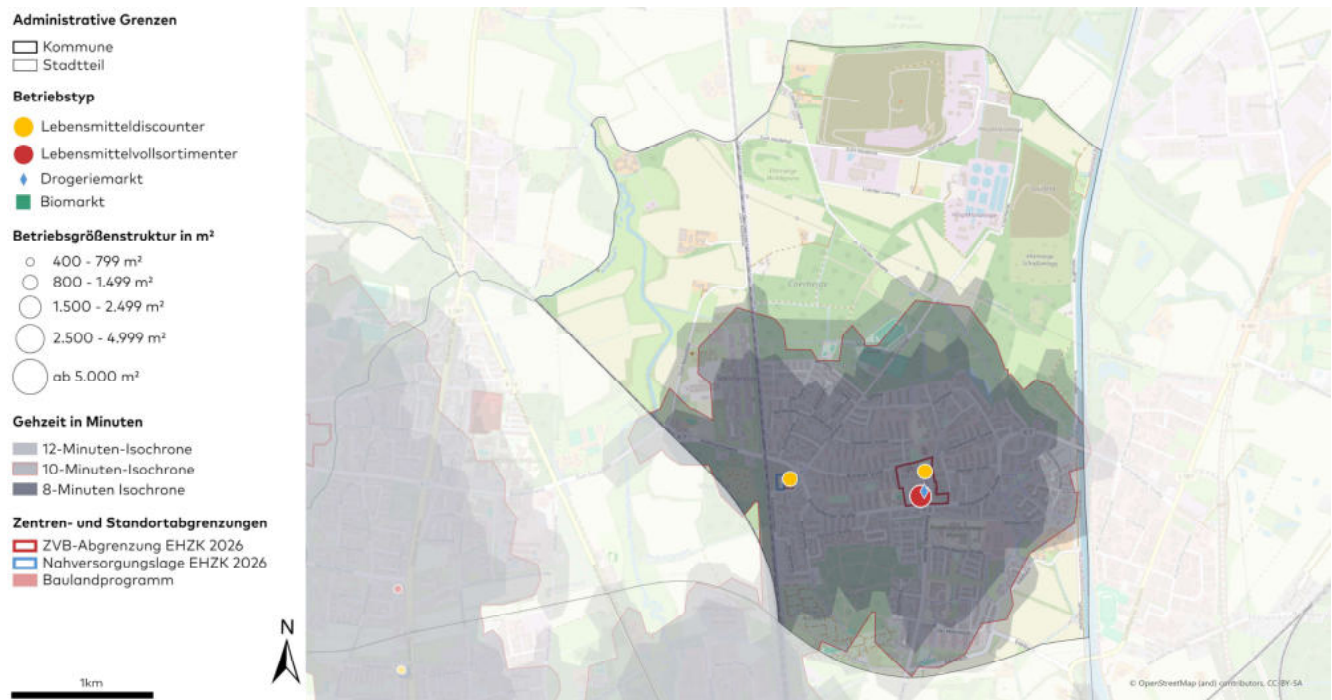 Administrative Grenzen
Kommune
Stadtteil
Betriebstyp
Lebensmitteldiscounter
Lebensmittelvollsortimenter
Drogeriemarkt
Biomarkt
Betriebsgrößenstruktur in m²
400 - 799 m²
800 - 1.499 m²
1.500 - 2.499 m²
2.500 - 4.999 m²
ab 5.000 m²
Gehzeit in Minuten
12-Minuten-Isochrone
10-Minuten-Isochrone
8-Minuten Isochrone
Zentren- und Standortabgrenzungen
ZVB-Abgrenzung EHZK 2026
Nahversorgungslage EHZK 2026
Baulandprogramm
N
1km
Coerheide
© OpenStreetMap (and) contributors, CC-BY-SA